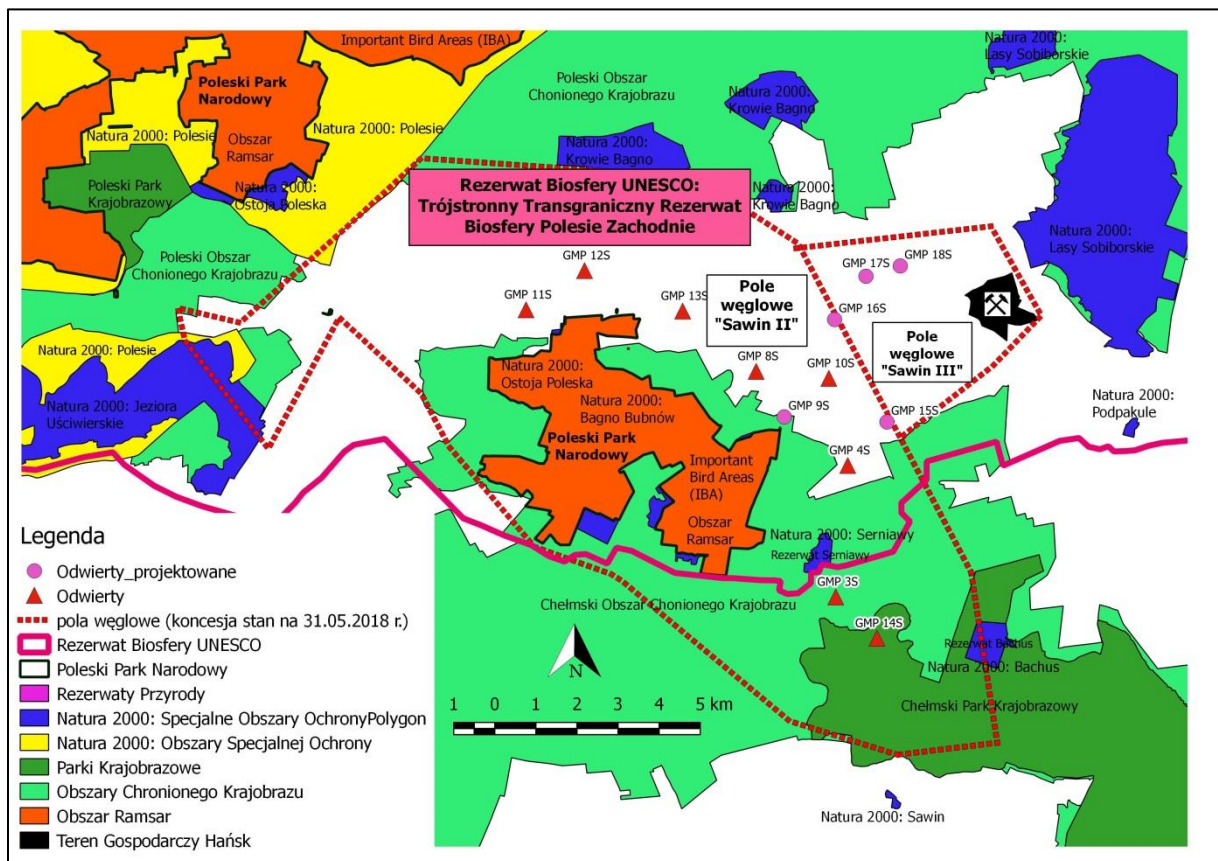 Important Bird Areas (IBA)
Poleski Park
Narodowy
Natura 2000: Polesie
Natura 2000: Polesie
Obszar
Ramsar
Poleski Park
Krajobrazowy
Natura 2000:
Ostoja Poleska
Poleski Obszar
Chonionego Krajobrazu
Poleski Obszar
Chonionego Krajobrazu
Natura 2000:
Krowie Bagno
Natura 2000:
Krowie Bagno
Natura 2000:
Krowie Bagno
Natura 2000:
Lasy Sobiborskie
Natura 2000:
Lasy Sobiborskie
Rezerwat Biosfery UNESCO:
Trójstronny Transgraniczny Rezerwat
Biosfery Polesie Zachodnie
GMP 12S
GMP 11S
GMP 13S
GMP 17S
GMP 18S
GMP 16S
Pole
węglowe
"Sawin II"
Pole
węglowe
"Sawin III"
GMP 8S
GMP 10S
GMP 9S
GMP 15S
GMP 4S
Natura 2000: Polesie
Natura 2000: Jeziora
Uściwierskie
Natura 2000:
Ostoja Poleska
Natura 2000:
Bagno Bubnów
Poleski Park
Narodowy
Important
Bird Areas
(IBA)
Obszar
Ramsar
Natura 2000:
Podpakule
Natura 2000: Serniawy
Rezerwat Serniawy
GMP 3S
Chełmski Obszar Chonionego Krajobrazu
GMP 14S
Rezerwat Bachus
Natura 2000: Bachus
Chełmski Park Krajobrazowy
Natura 2000: Sawin
N
1 0 1 2 3 4 5 km
Legenda
Odwierty_projektowane
Odwierty
pola węglowe (koncesja stan na 31.05.2018 r.)
Rezerwat Biosfery UNESCO
Poleski Park Narodowy
Rezerwaty Przyrody
Natura 2000: Specjalne Obszary OchronyPolygon
Natura 2000: Obszary Specjalnej Ochrony
Parki Krajobrazowe
Obszary Chronionego Krajobrazu
Obszar Ramsar
Teren Gospodarczy Hańsk